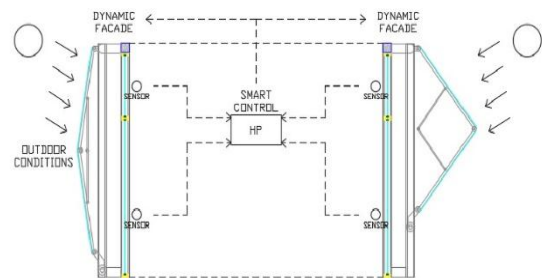 DYNAMIC
FACADE
DYNAMIC
FACADE
SENSOR
SMART
CONTROL
SENSOR
HP
OUTDOOR
CONDITIONS
SENSOR
SENSOR